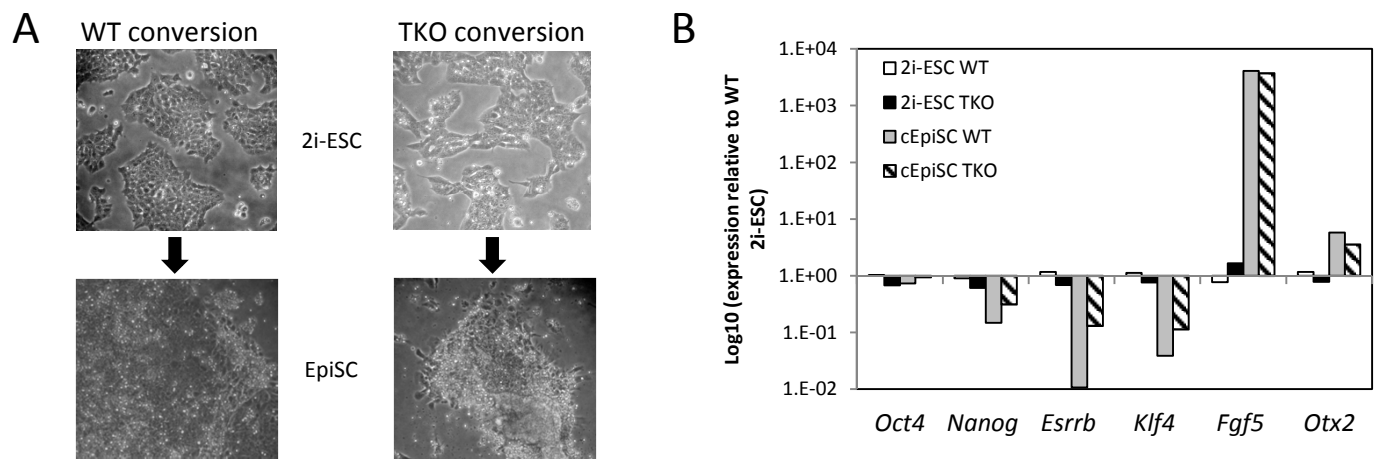 A
WT conversion
TKO conversion
2i-ESC
EpiSC
B
Log10 (expression relative to WT
2i-ESC)
1.E+04
1.E+03
1.E+02
1.E+01
1.E+00
1.E-01
1.E-02
2i-ESC WT
2i-ESC TKO
cEpiSC WT
cEpiSC TKO
Oct4 Nanog Esrrb Klf4 Fgf5 Otx2